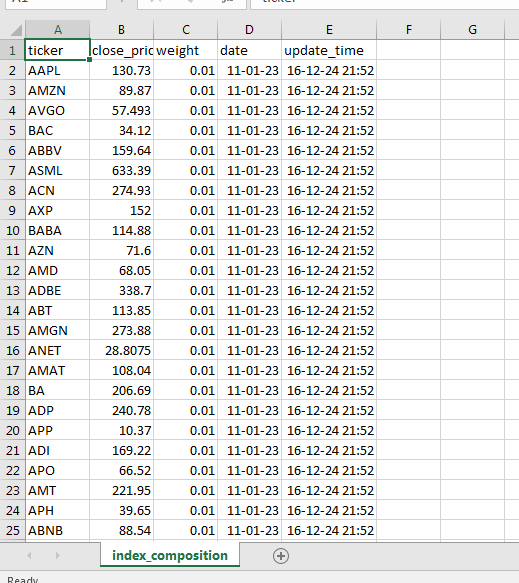 A B C D E F G
1 ticker close_pric weight date update_time
2 AAPL 130.73 0.01 11-01-23 16-12-24 21:52
3 AMZN 89.87 0.01 11-01-23 16-12-24 21:52
4 AVGO 57.493 0.01 11-01-23 16-12-24 21:52
5 BAC 34.12 0.01 11-01-23 16-12-24 21:52
6 ABBV 159.64 0.01 11-01-23 16-12-24 21:52
7 ASML 633.39 0.01 11-01-23 16-12-24 21:52
8 ACN 274.93 0.01 11-01-23 16-12-24 21:52
9 AXP 152 0.01 11-01-23 16-12-24 21:52
10 BABA 114.88 0.01 11-01-23 16-12-24 21:52
11 AZN 71.6 0.01 11-01-23 16-12-24 21:52
12 AMD 68.05 0.01 11-01-23 16-12-24 21:52
13 ADBE 338.7 0.01 11-01-23 16-12-24 21:52
14 ABT 113.85 0.01 11-01-23 16-12-24 21:52
15 AMGN 273.88 0.01 11-01-23 16-12-24 21:52
16 ANET 28.8075 0.01 11-01-23 16-12-24 21:52
17 AMAT 108.04 0.01 11-01-23 16-12-24 21:52
18 BA 206.69 0.01 11-01-23 16-12-24 21:52
19 ADP 240.78 0.01 11-01-23 16-12-24 21:52
20 APP 10.37 0.01 11-01-23 16-12-24 21:52
21 ADI 169.22 0.01 11-01-23 16-12-24 21:52
22 APO 66.52 0.01 11-01-23 16-12-24 21:52
23 AMT 221.95 0.01 11-01-23 16-12-24 21:52
24 APH 39.65 0.01 11-01-23 16-12-24 21:52
25 ABNB 88.54 0.01 11-01-23 16-12-24 21:52
index_composition
Ready